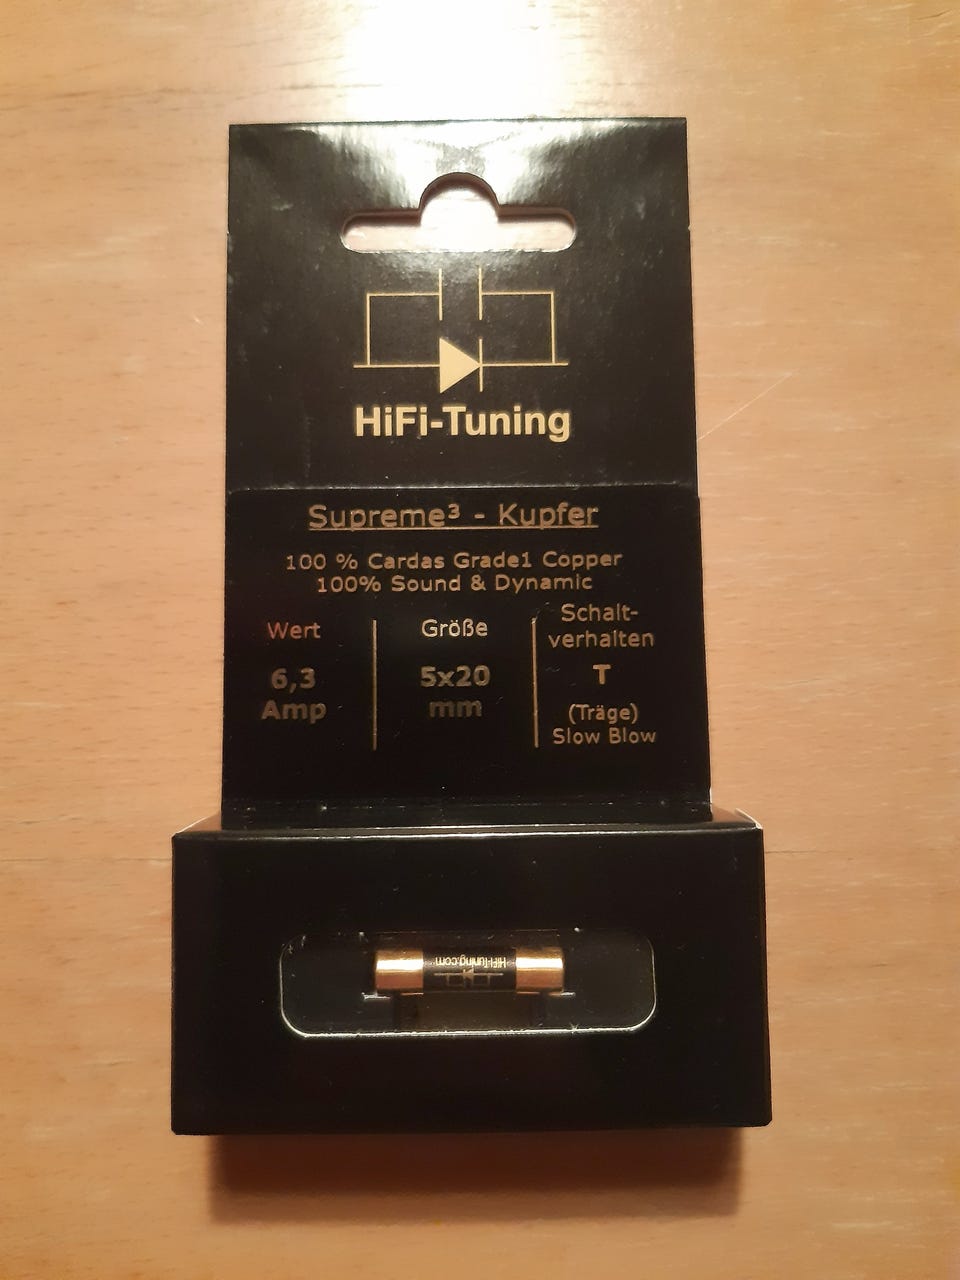 HiFi-Tuning
Supreme³ - Kupfer
100 % Cardas Grade1 Copper
100% Sound & Dynamic
Wert
6,3
Amp
Größe
5x20
mm
Schalt-
verhalten
T
(Träge)
Slow Blow
HiFi-Tuning.com